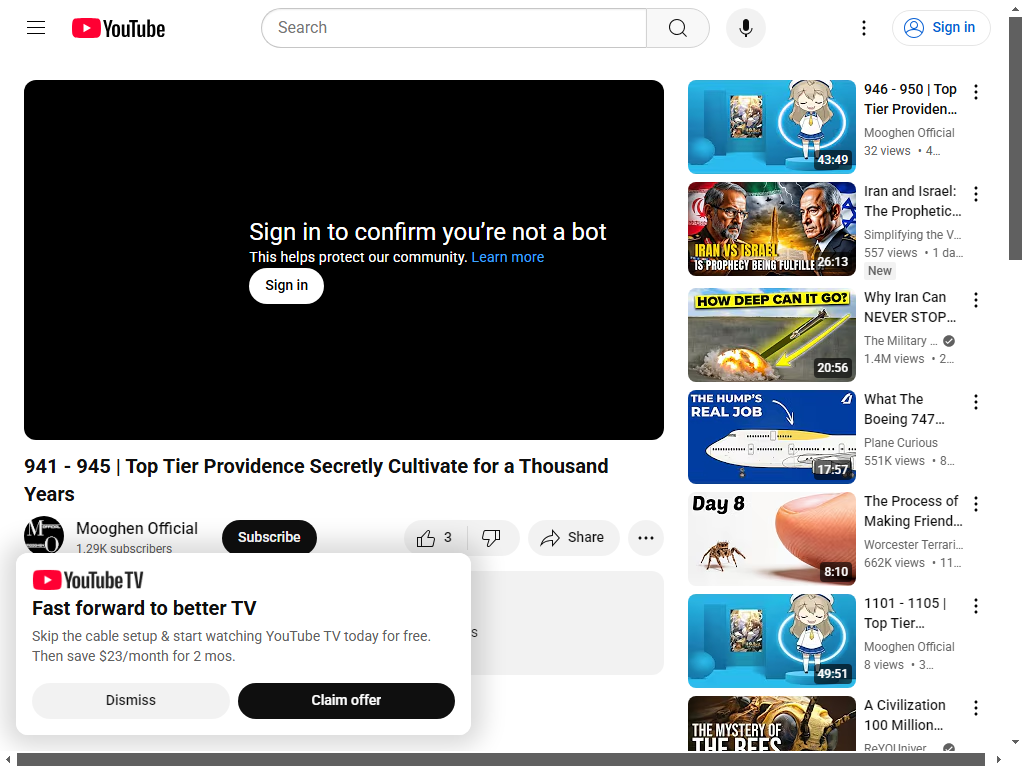 YouTube
Search
Sign in
Sign in to confirm you're not a bot
This helps protect our community. Learn more
Sign in
941 - 945 | Top Tier Providence Secretly Cultivate for a Thousand
Years
Mooghen Official
1.29K subscribers
Subscribe
3
Share
s
YouTube TV
Fast forward to better TV
Skip the cable setup & start watching YouTube TV today for free.
Then save $23/month for 2 mos.
Dismiss
Claim offer
43:49
946 - 950 | Top
Tier Providen...
Mooghen Official
32 views • 4...
IRAN VS ISRAEL
IS PROPHECY BEING FULFILLE
26:13
Iran and Israel:
The Prophetic...
Simplifying the V...
557 views • 1 da...
New
HOW DEEP CAN IT GO?
20:56
Why Iran Can
NEVER STOP...
The Military ...
1.4M views • 2...
THE HUMP'S
REAL JOB
17:57
What The
Boeing 747...
Plane Curious
551K views • 8...
Day 8
8:10
The Process of
Making Friend...
Worcester Terrari...
662K views • 11...
49:51
1101 - 1105 |
Top Tier...
Mooghen Official
8 views • 3...
THE MYSTERY OF
THE BEES
A Civilization
100 Million...
ReYOUniver...